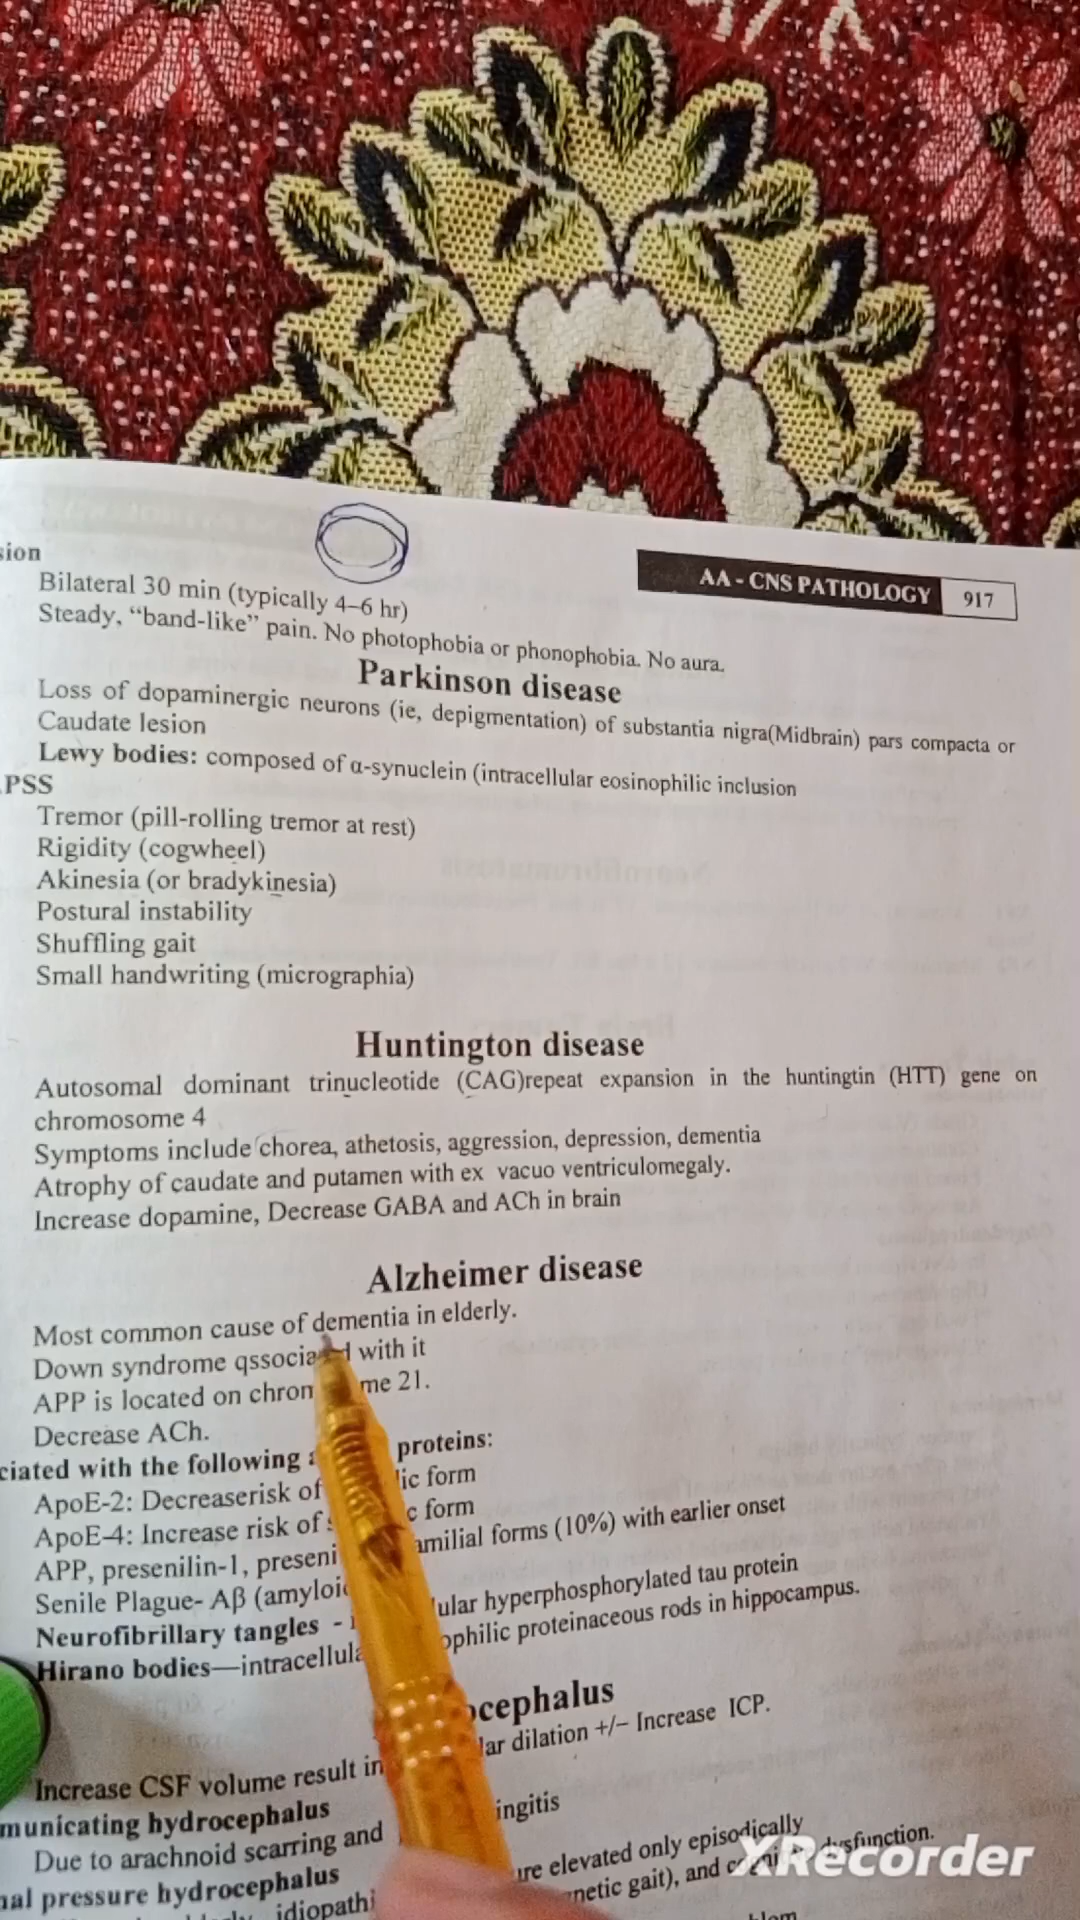 AA - CNS PATHOLOGY 917
sion
Bilateral 30 min (typically 4–6 hr)
Steady, “band-like” pain. No photophobia or phonophobia. No aura.
Parkinson disease
Loss of dopaminergic neurons (ie, depigmentation) of substantia nigra(Midbrain) pars compacta or
Caudate lesion
Lewy bodies: composed of α-synuclein (intracellular eosinophilic inclusion
PSS
Tremor (pill-rolling tremor at rest)
Rigidity (cogwheel)
Akinesia (or bradykinesia)
Postural instability
Shuffling gait
Small handwriting (micrographia)
Huntington disease
Autosomal dominant trinucleotide (CAG)repeat expansion in the huntingtin (HTT) gene on
chromosome 4
Symptoms include chorea, athetosis, aggression, depression, dementia
Atrophy of caudate and putamen with ex vacuo ventriculomegaly.
Increase dopamine, Decrease GABA and ACh in brain
Alzheimer disease
Most common cause of dementia in elderly.
Down syndrome qssocia d with it
APP is located on chrom me 21.
Decrease ACh.
ciated with the following a proteins:
ApoE-2: Decreaserisk of ic form
ApoE-4: Increase risk of s c form
APP, presenilin-1, preseni amilial forms (10%) with earlier onset
Senile Plague- Aβ (amyloi
Neurofibrillary tangles - i ular hyperphosphorylated tau protein
Hirano bodies—intracellula ophilic proteinaceous rods in hippocampus.
ocephalus
Increase CSF volume result in lar dilation +/– Increase ICP.
municating hydrocephalus
Due to arachnoid scarring and ingitis
nal pressure hydrocephalus
idiopathi ure elevated only episodically
netic gait), and dysfunction.
XRecorder